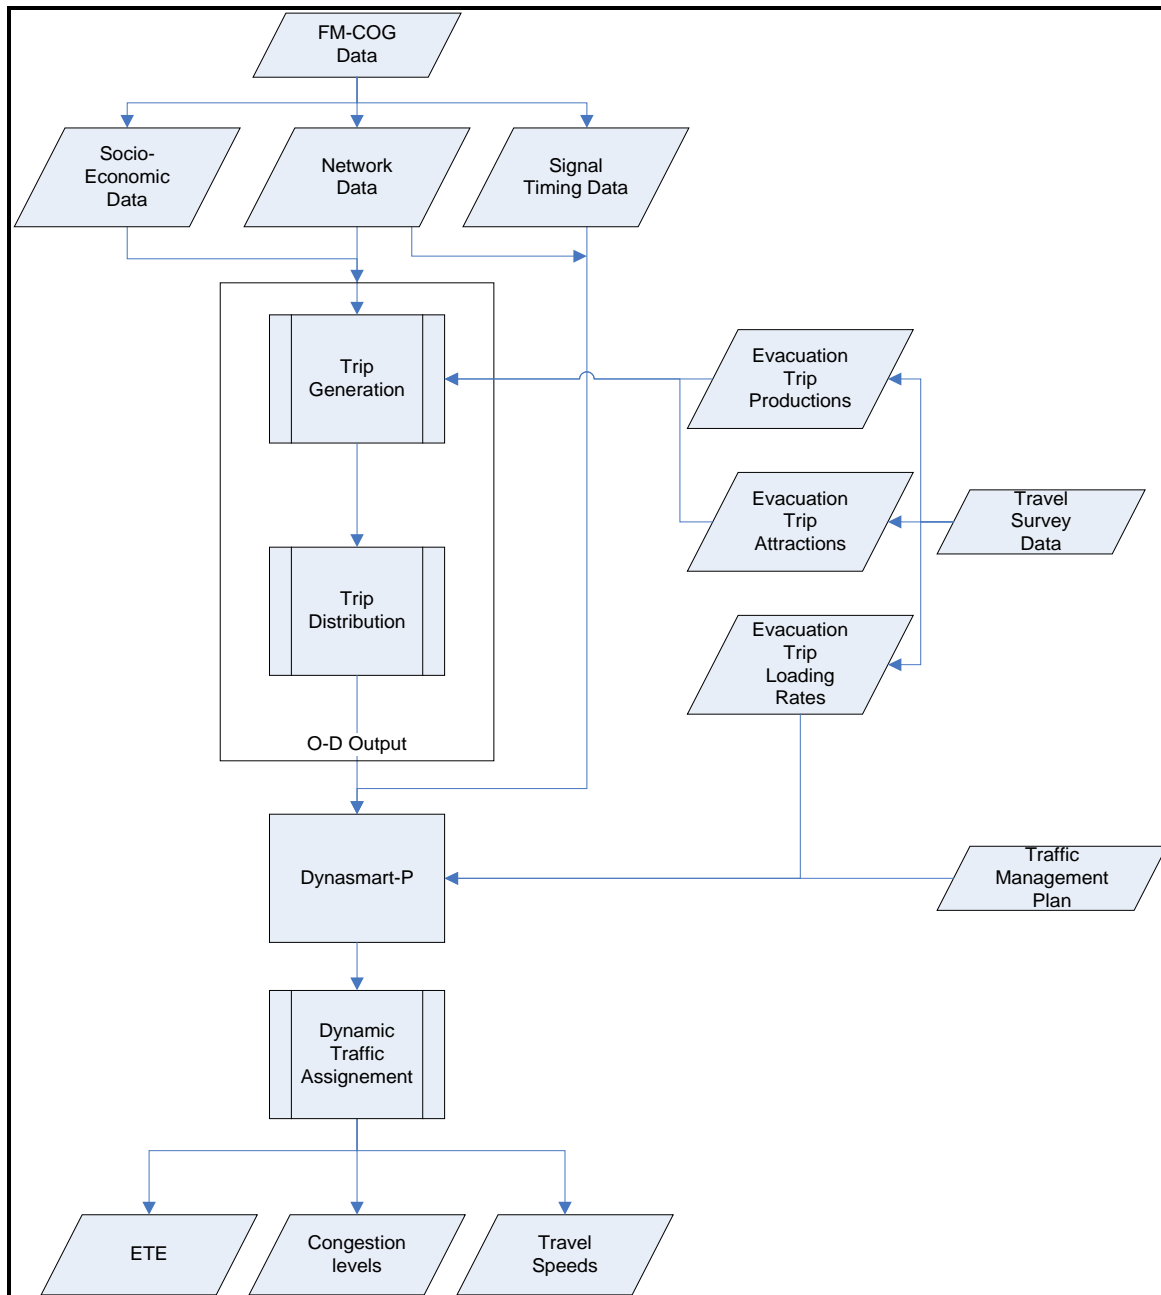 FM-COG
Data
Socio-
Economic
Data
Network
Data
Signal
Timing Data
Trip
Generation
Evacuation
Trip
Productions
Evacuation
Trip
Attractions
Travel
Survey
Data
Trip
Distribution
Evacuation
Trip
Loading
Rates
O-D Output
Dynasmart-P
Traffic
Management
Plan
Dynamic
Traffic
Assignement
ETE
Congestion
levels
Travel
Speeds